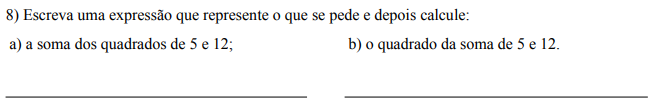 8) Escreva uma expressão que represente o que se pede e depois calcule:
a) a soma dos quadrados de 5 e 12; b) o quadrado da soma de 5 e 12.